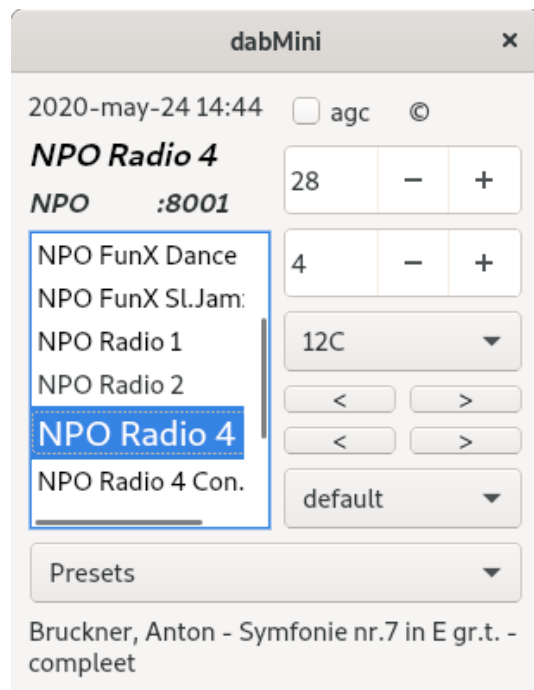 dabMini ×
2020-may-24 14:44
agc ©
NPO Radio 4
NPO :8001
28 − +
4 − +
NPO FunX Dance
NPO FunX Sl.Jam
NPO Radio 1
NPO Radio 2
NPO Radio 4
NPO Radio 4 Con.
12C
< >
< >
default
Presets
Bruckner, Anton - Symfonie nr.7 in E gr.t. -
compleet